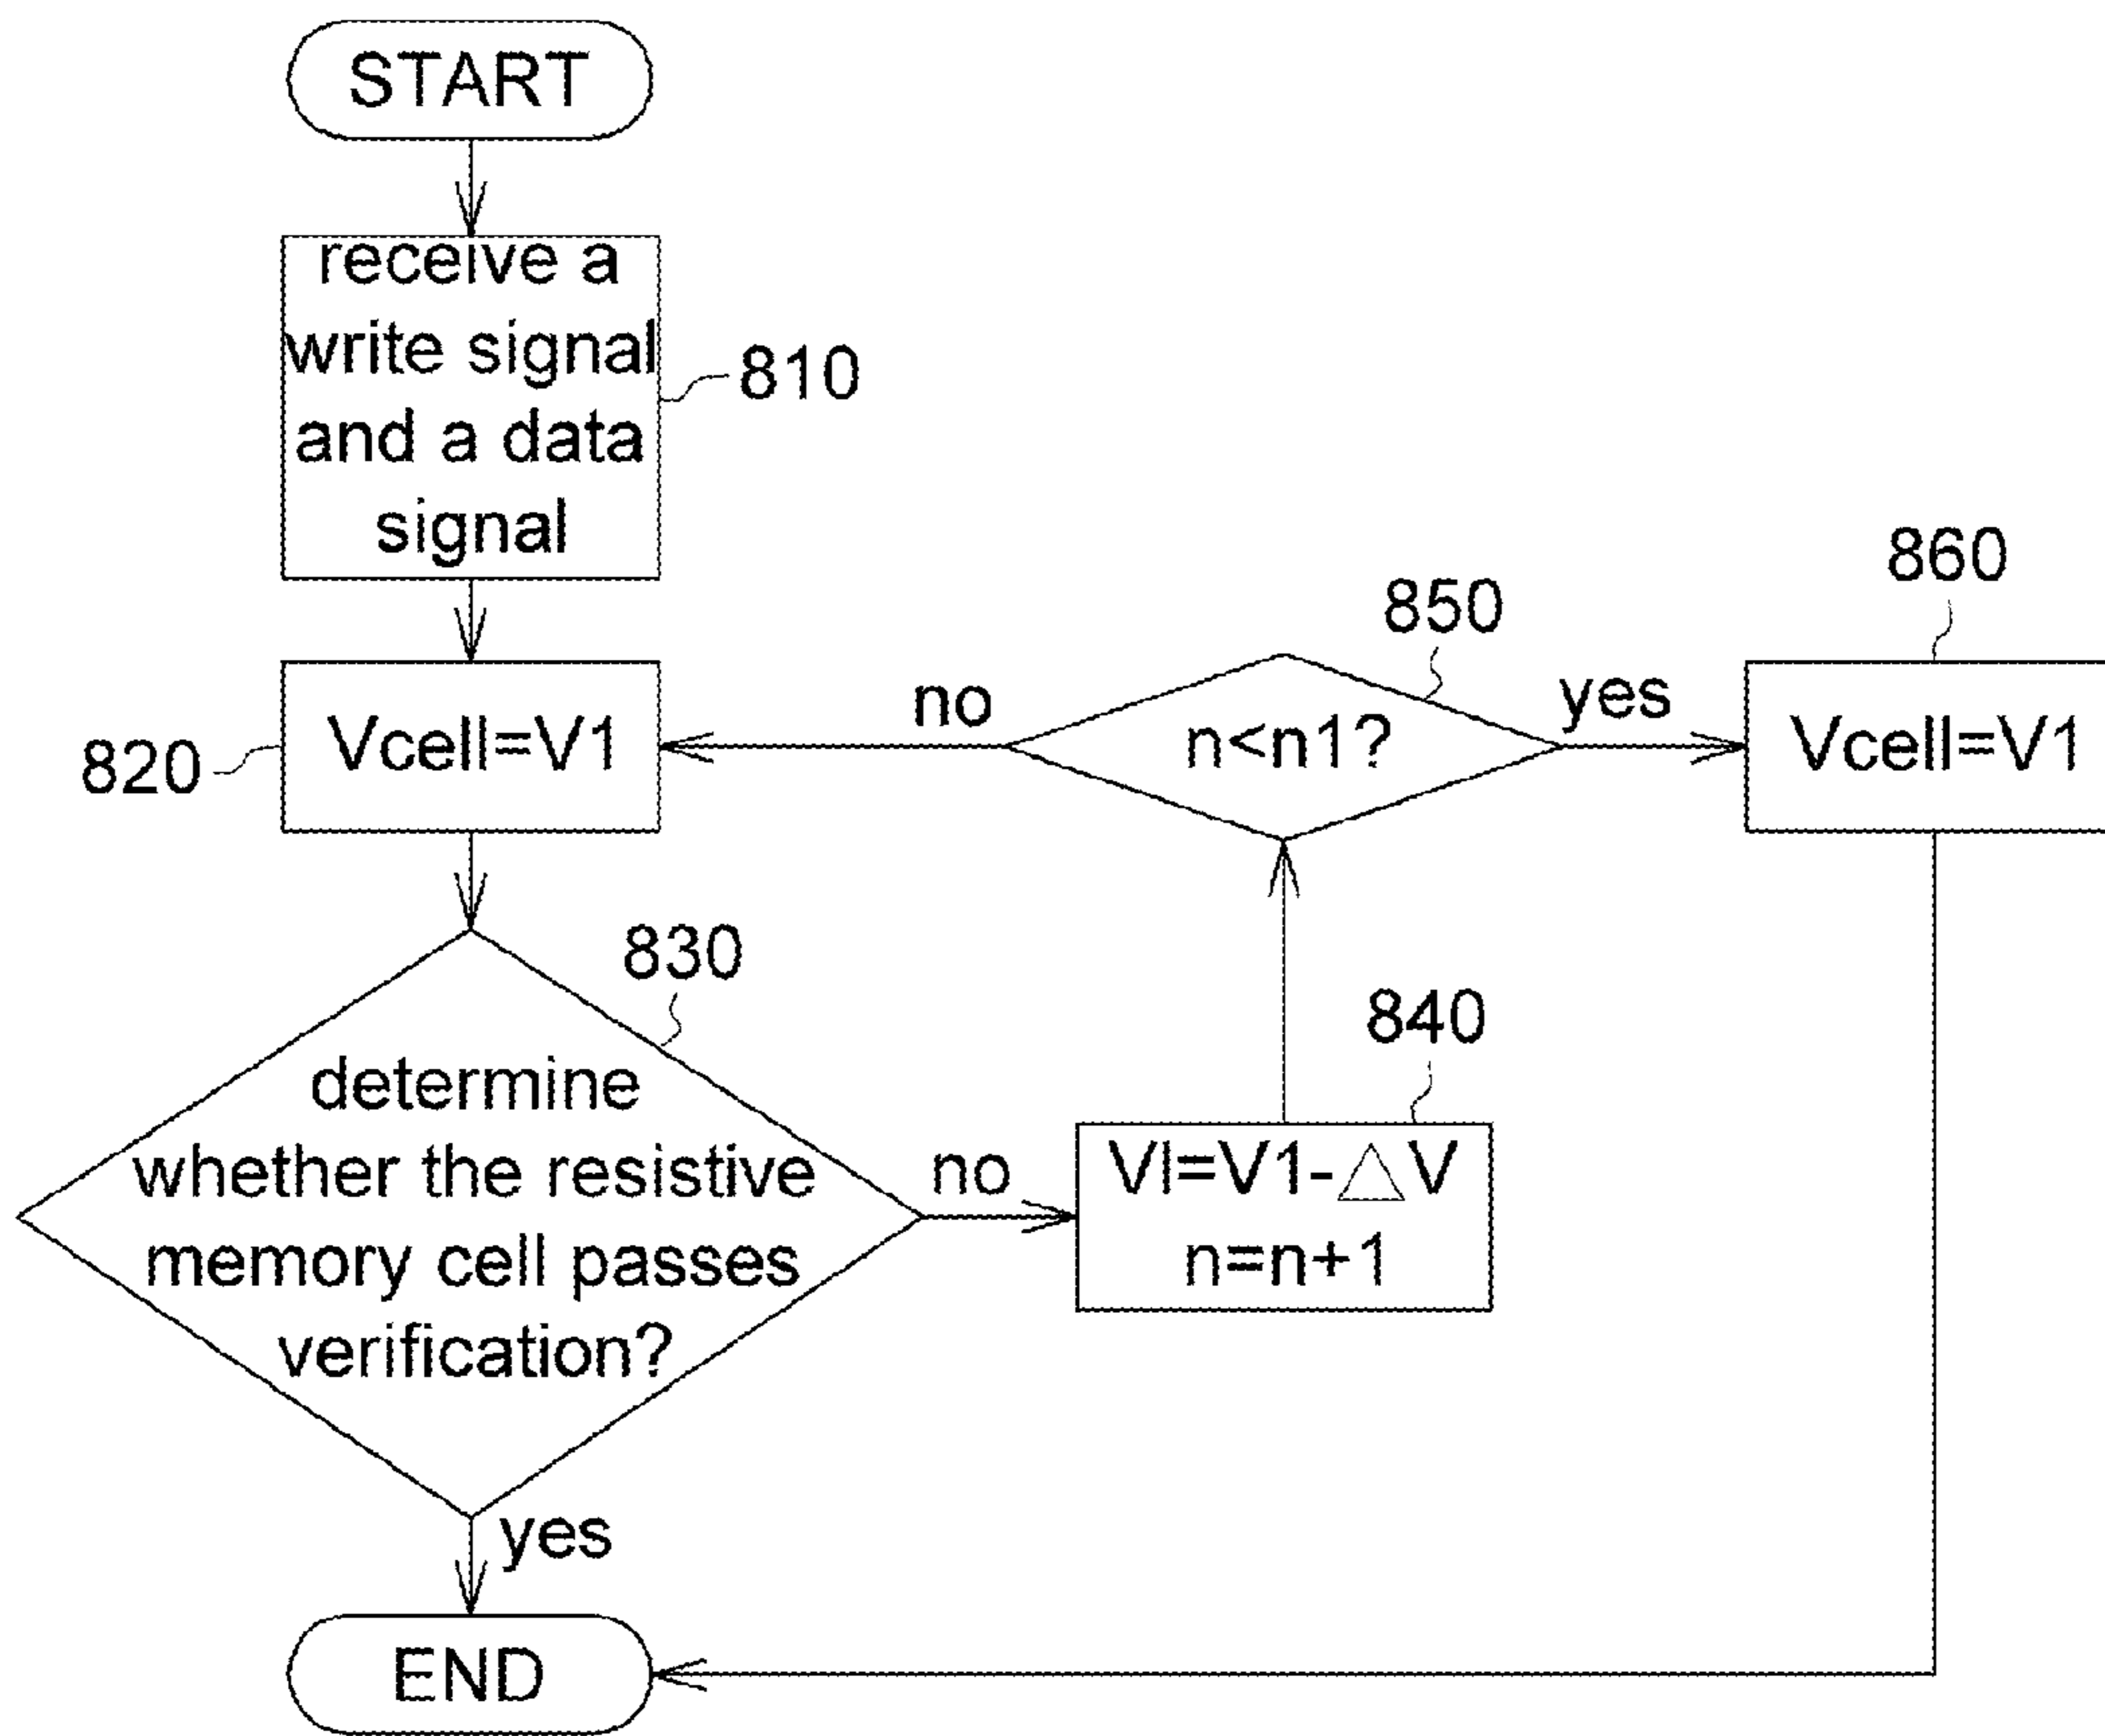 START
receive a
write signal
and a data
signal
810
820
Vcell=V1
no
n<n1?
850
yes
860
Vcell=V1
830
determine
whether the resistive
memory cell passes
verification?
no
840
Vl=V1-△V
n=n+1
yes
END